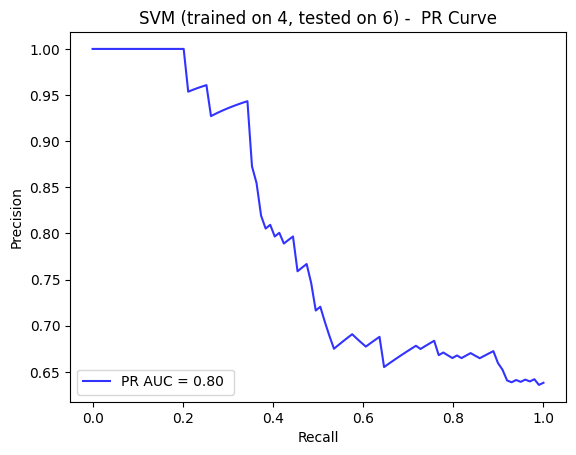 SVM (trained on 4, tested on 6) -  PR Curve
1.00
0.95
0.90
0.85
0.80
0.75
0.70
0.65
Precision
PR AUC = 0.80
0.0 0.2 0.4 0.6 0.8 1.0
Recall